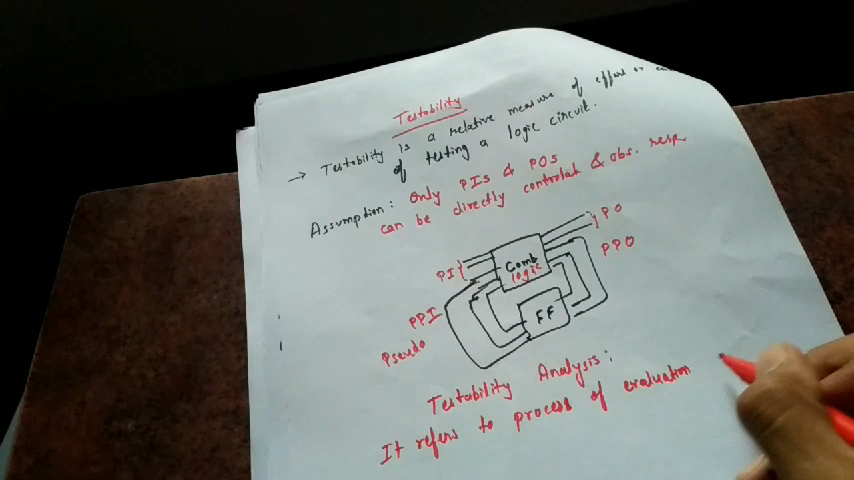 Testability
→ Testability is a relative measure of effort or
of testing a logic circuit.
Assumption: Only PIs & POs
can be directly controlled & obs. resp.
PO
PI
Comb
logic
PPO
PPI
FF
Pseudo
Testability Analysis:
It refers to process of evaluation